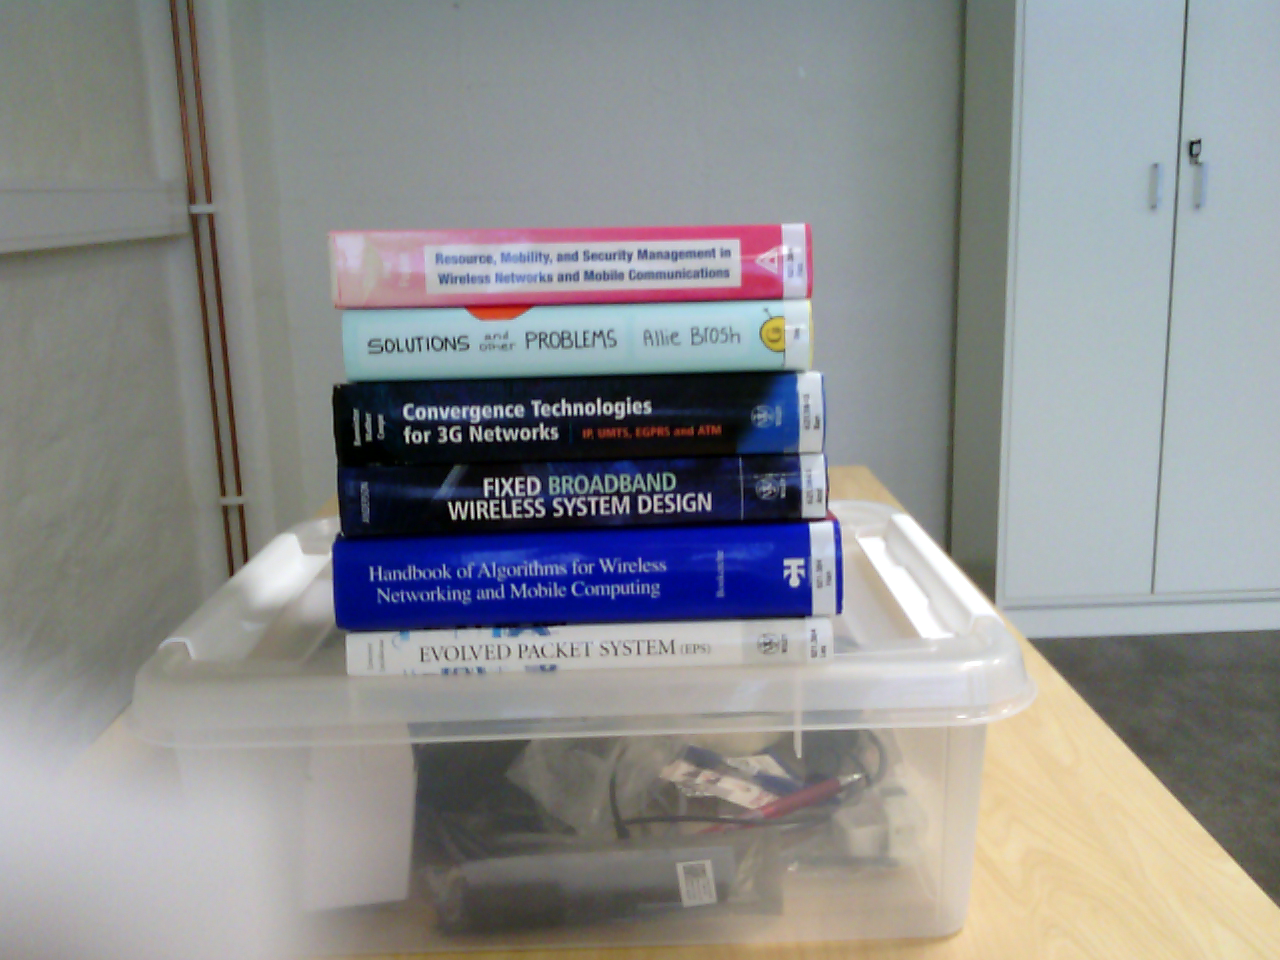 Resource, Mobility, and Security Management in
Wireless Networks and Mobile Communications
SOLUTIONS and other PROBLEMS Allie Brosh
Convergence Technologies
for 3G Networks IP, UMTS, EGPRS and ATM
FIXED BROADBAND
WIRELESS SYSTEM DESIGN
Handbook of Algorithms for Wireless
Networking and Mobile Computing
EVOLVED PACKET SYSTEM (EPS)